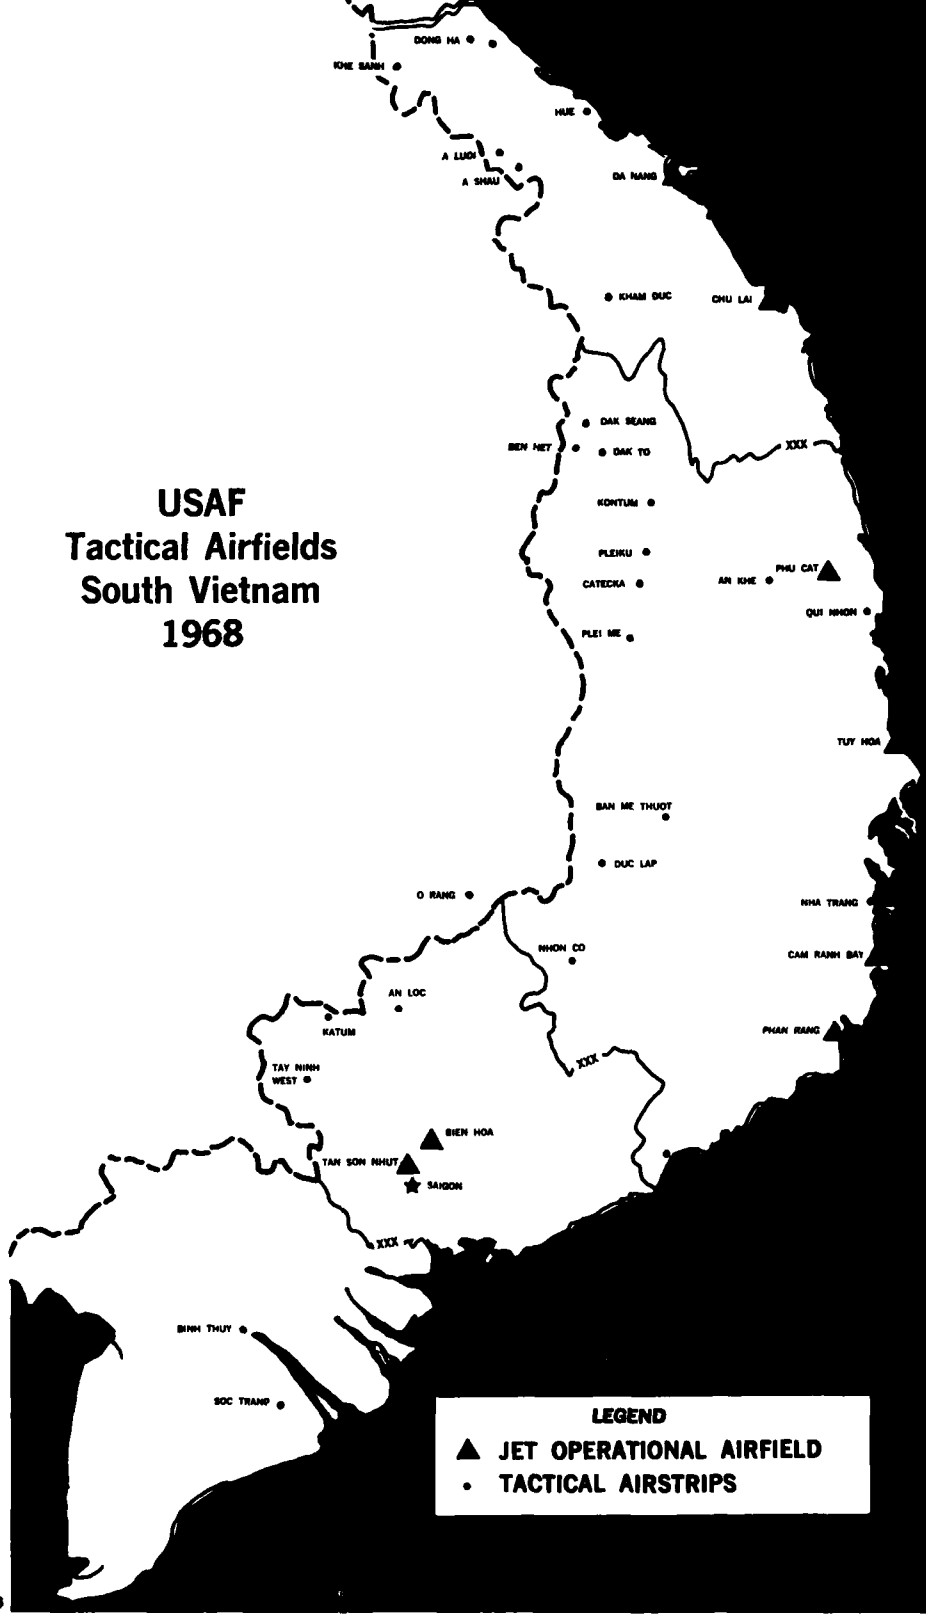 DONG HA
KHE SANH
HUE
A LUOI
A SHAU
DA NANG
KHAM DUC
CHU LAI
DAK SEANG
XXX
BEN HET
DAK TO
KONTUM
PLEIKU
USAF
Tactical Airfields
South Vietnam
1968
PHU CAT
CATECKA
AN KHE
QUI NHON
PLEI ME
TUY HOA
BAN ME THUOT
DUC LAP
O RANG
NHA TRANG
NHON CO
CAM RANH BAY
AN LOC
KATUM
PHAN RANG
XXX
TAY NINH
WEST
BIEN HOA
TAN SON NHUT
SAIGON
XXX
BINH THUY
SOC TRANG
LEGEND
JET OPERATIONAL AIRFIELD
TACTICAL AIRSTRIPS